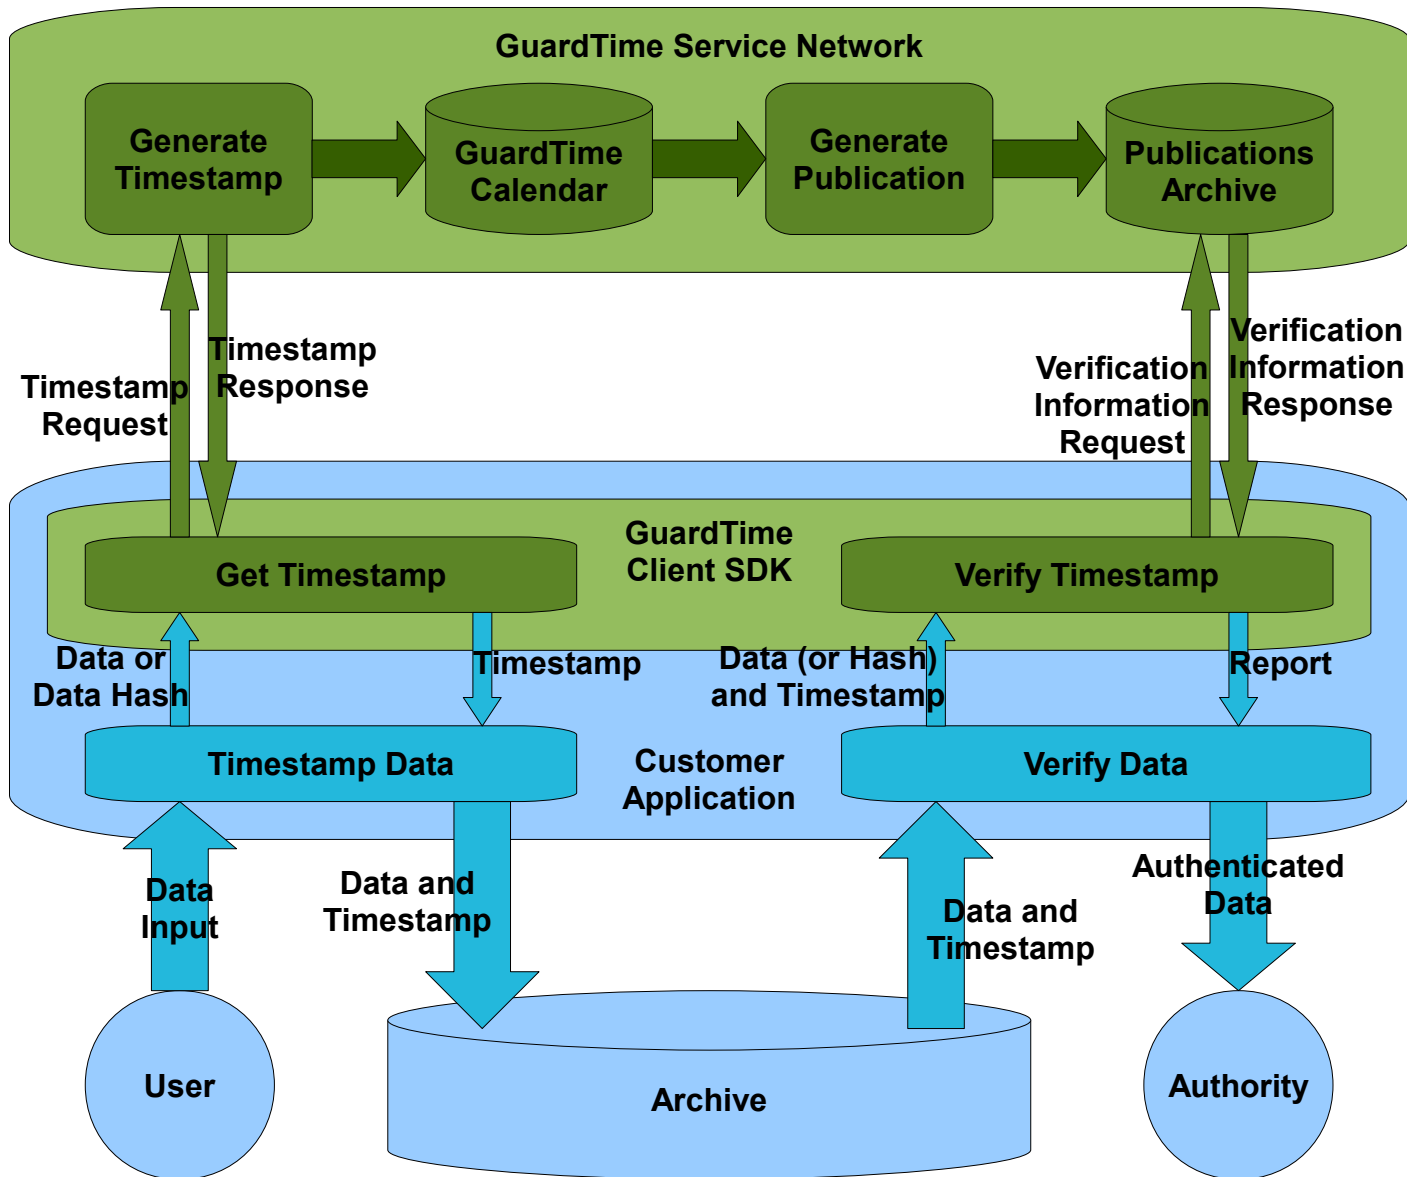 GuardTime Service Network
Generate
Timestamp
GuardTime
Calendar
Generate
Publication
Publications
Archive
Timestamp
Request
Timestamp
Response
Verification
Information
Request
Verification
Information
Response
GuardTime
Client SDK
Get Timestamp
Verify Timestamp
Data or
Data Hash
Timestamp
Data (or Hash)
and Timestamp
Report
Timestamp Data
Customer
Application
Verify Data
Data
Input
Data and
Timestamp
Data and
Timestamp
Authenticated
Data
User
Archive
Authority